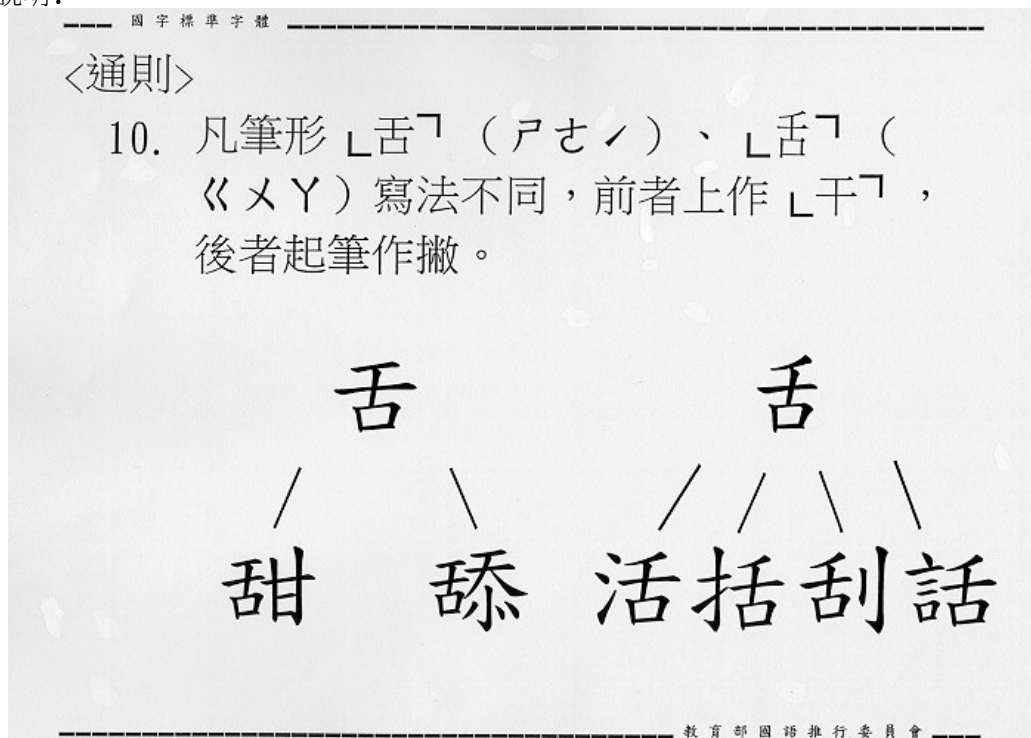 說明:
國字標準字體
<通則>
10. 凡筆形﹂舌﹁(ㄕㄜˊ)、﹂舌﹁(
ㄍㄨㄚ)寫法不同，前者上作﹂干﹁，
後者起筆作撇。
舌 舌
甜 舔 活 括 刮 話
教育部國語推行委員會